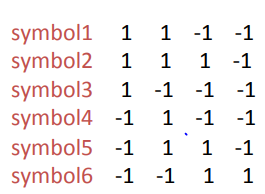 symbol1 1 1 -1 -1
symbol2 1 1 1 -1
symbol3 1 -1 -1 -1
symbol4 -1 1 -1 -1
symbol5 -1 1 1 -1
symbol6 -1 -1 1 1